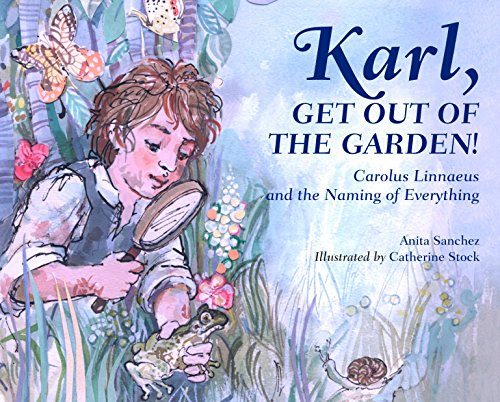 Karl,
GET OUT OF
THE GARDEN!
Carolus Linnaeus
and the Naming of Everything
Anita Sanchez
Illustrated by Catherine Stock